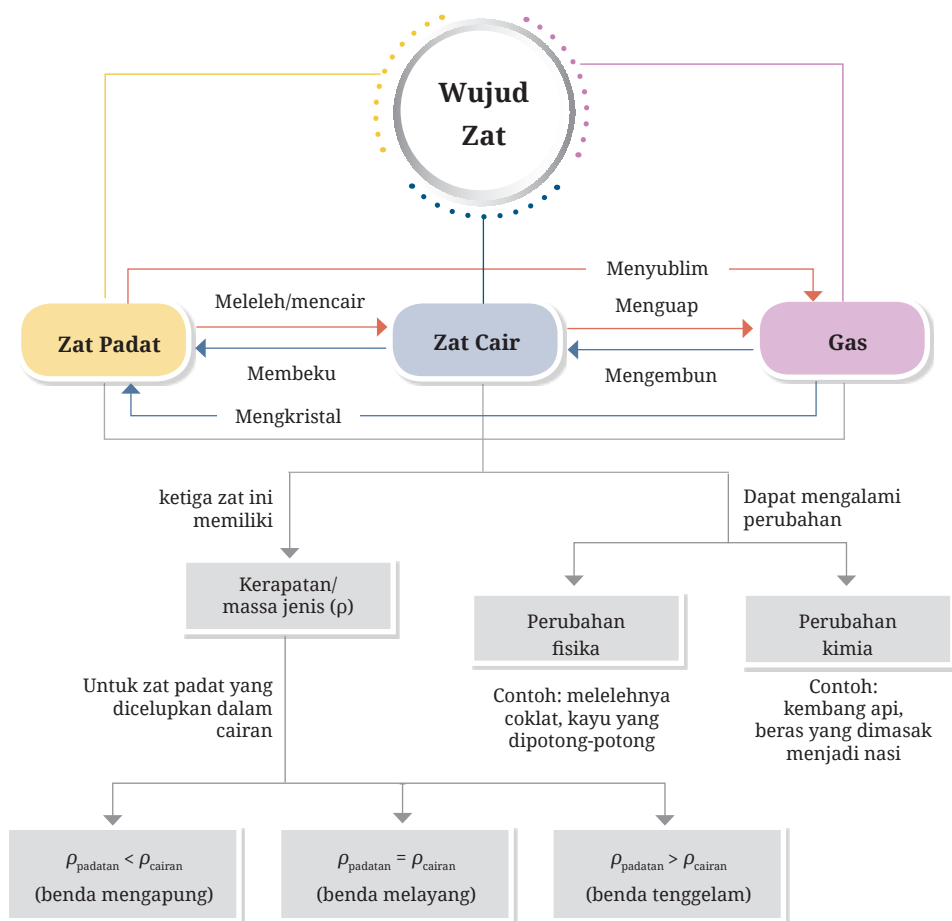 Wujud
Zat
Menyublim
Meleleh/mencair
Menguap
Zat Padat
Zat Cair
Gas
Membeku
Mengembun
Mengkristal
ketiga zat ini
memiliki
Dapat mengalami
perubahan
Kerapatan/
massa jenis (ρ)
Perubahan
fisika
Perubahan
kimia
Untuk zat padat yang
dicelupkan dalam
cairan
Contoh: melelehnya
coklat, kayu yang
dipotong-potong
Contoh:
kembang api,
beras yang dimasak
menjadi nasi
ρpadatan < ρcairan
(benda mengapung)
ρpadatan = ρcairan
(benda melayang)
ρpadatan > ρcairan
(benda tenggelam)